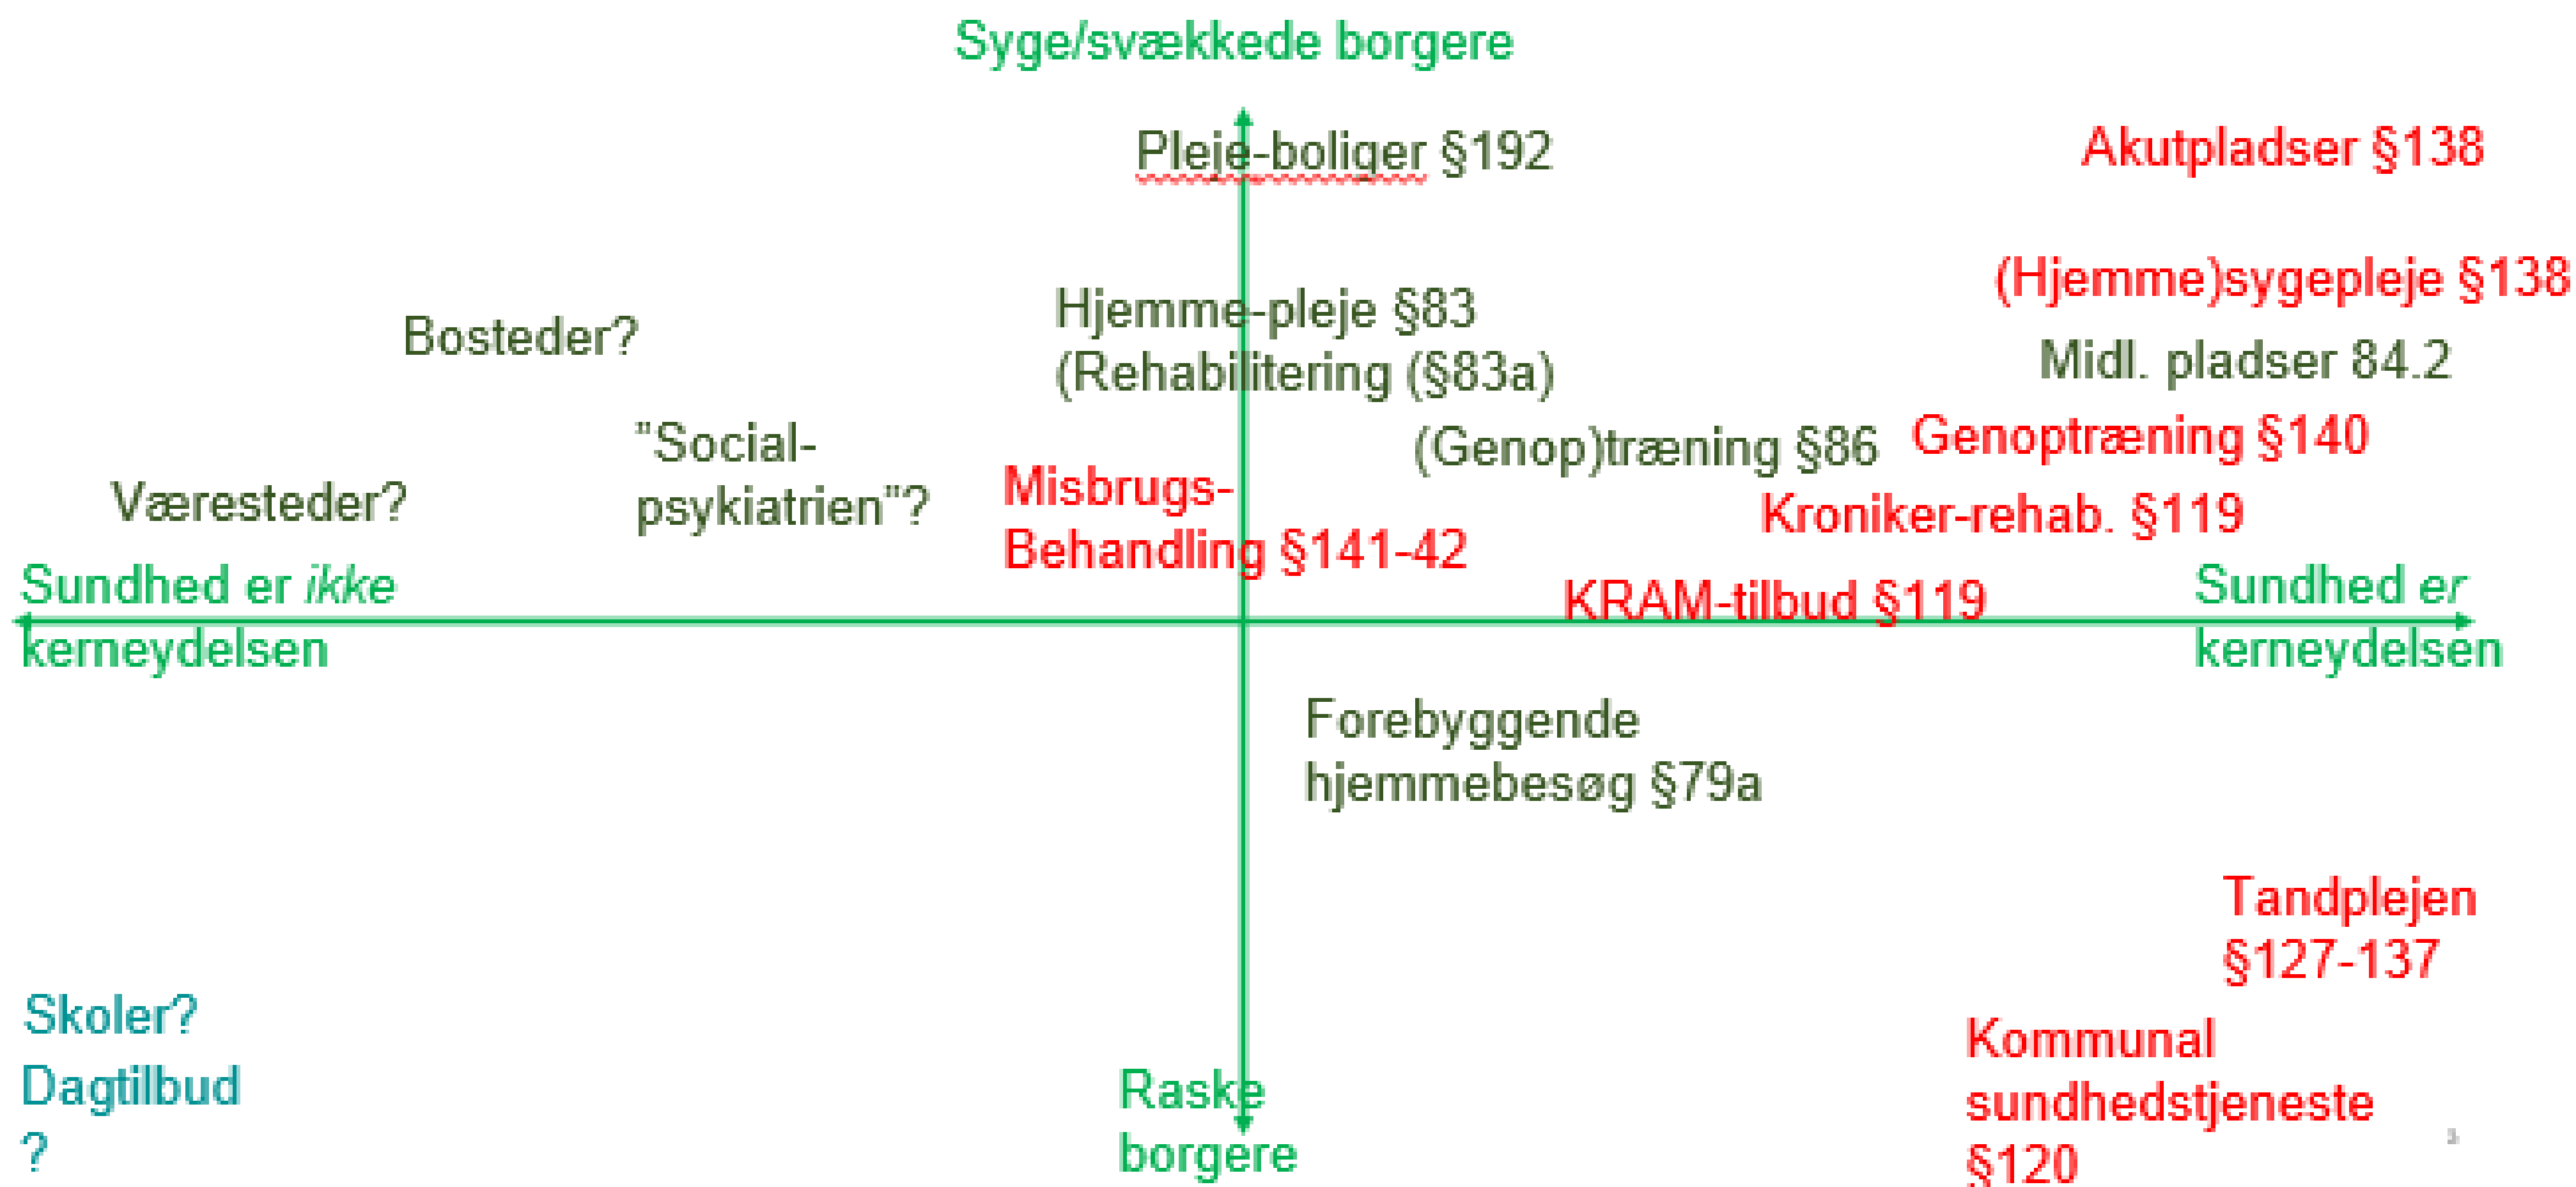 Syge/svækkede borgere
Pleje-boliger §192
Akutpladser §138
(Hjemme)sygepleje §138
Hjemme-pleje §83
(Rehabilitering (§83a)
Bosteder?
Midl. pladser 84.2
"Social-
psykiatrien"?
(Genop)træning §86
Genoptræning §140
Væresteder?
Misbrugs-
Behandling §141-42
Kroniker-rehab. §119
Sundhed er ikke
kerneydelsen
KRAM-tilbud §119
Sundhed er
kerneydelsen
Forebyggende
hjemmebesøg §79a
Tandplejen
§127-137
Skoler?
Dagtilbud
?
Raske
borgere
Kommunal
sundhedstjeneste
§120